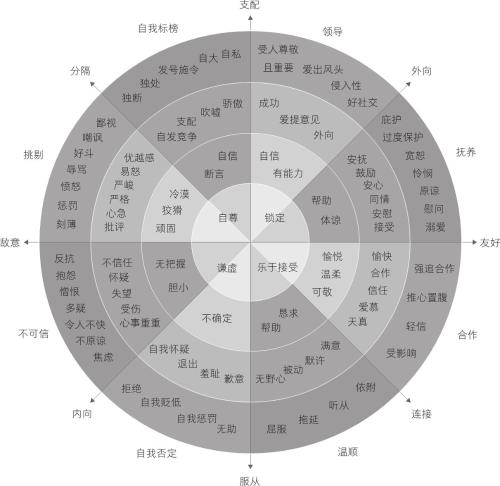 支配
自我标榜
领导
自大
自私
受人尊敬
发号施令
且重要
爱出风头
分隔
独处
侵入性
外向
独断
好社交
骄傲
成功
鄙视
支配
吹嘘
爱提意见
庇护
嘲讽
自发竞争
外向
过度保护
挑剔
好斗
优越感
自信
自信
安抚
宽恕
抚养
辱骂
易怒
断言
有能力
鼓励
怜悯
愤怒
严峻
冷漠
安心
原谅
惩罚
严格
狡猾
帮助
同情
慰问
刻薄
心急
顽固
自尊
锁定
体谅
安慰
溺爱
批评
接受
敌意
友好
反抗
不信任
无把握
谦虚
乐于接受
愉悦
愉快
强迫合作
抱怨
怀疑
温柔
合作
憎恨
失望
胆小
可敬
信任
推心置腹
多疑
受伤
爱慕
令人不快
心事重重
不确定
恳求
天真
轻信
不可信
不原谅
帮助
合作
焦虑
自我怀疑
满意
受影响
退出
默许
羞耻
歉意
无野心
被动
拒绝
依附
内向
自我贬低
听从
连接
自我惩罚
拖延
无助
屈服
自我否定
温顺
服从